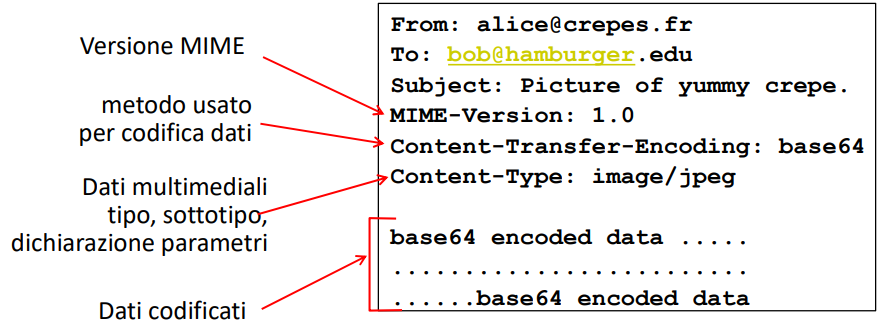 Versione MIME
metodo usato
per codifica dati
Dati multimediali
tipo, sottotipo,
dichiarazione parametri
Dati codificati
From: alice@crepes.fr
To: bob@hamburger.edu
Subject: Picture of yummy crepe.
MIME-Version: 1.0
Content-Transfer-Encoding: base64
Content-Type: image/jpeg
base64 encoded data .....
.........................
......base64 encoded data